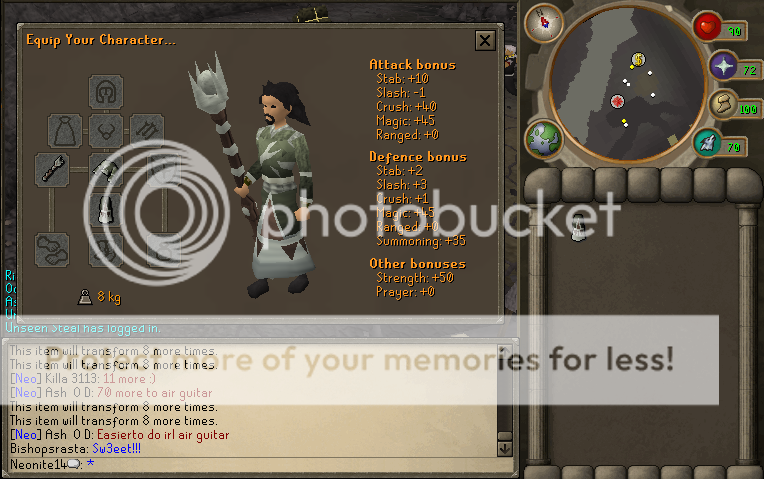 Equip Your Character...
Attack bonus
Stab: +10
Slash: -1
Crush: +40
Magic: +45
Ranged: +0
Defence bonus
Stab: +2
Slash: +3
Crush: +1
Magic: +45
Ranged: +0
Summoning: +35
Other bonuses
Strength: +50
Prayer: +0
8 kg
90
72
100
70
photobucket
Protect more of your memories for less!
Unseen Steal has logged in.
This item will transform 8 more times.
This item will transform 8 more times.
[Neo] Killa 3113: 11 more :)
[Neo] Ash O D: 70 more to air guitar
This item will transform 8 more times.
This item will transform 8 more times.
[Neo] Ash O D: Easierto do irl air guitar
Bishopsrasta: Sw3eet!!!
Neonite14 : *